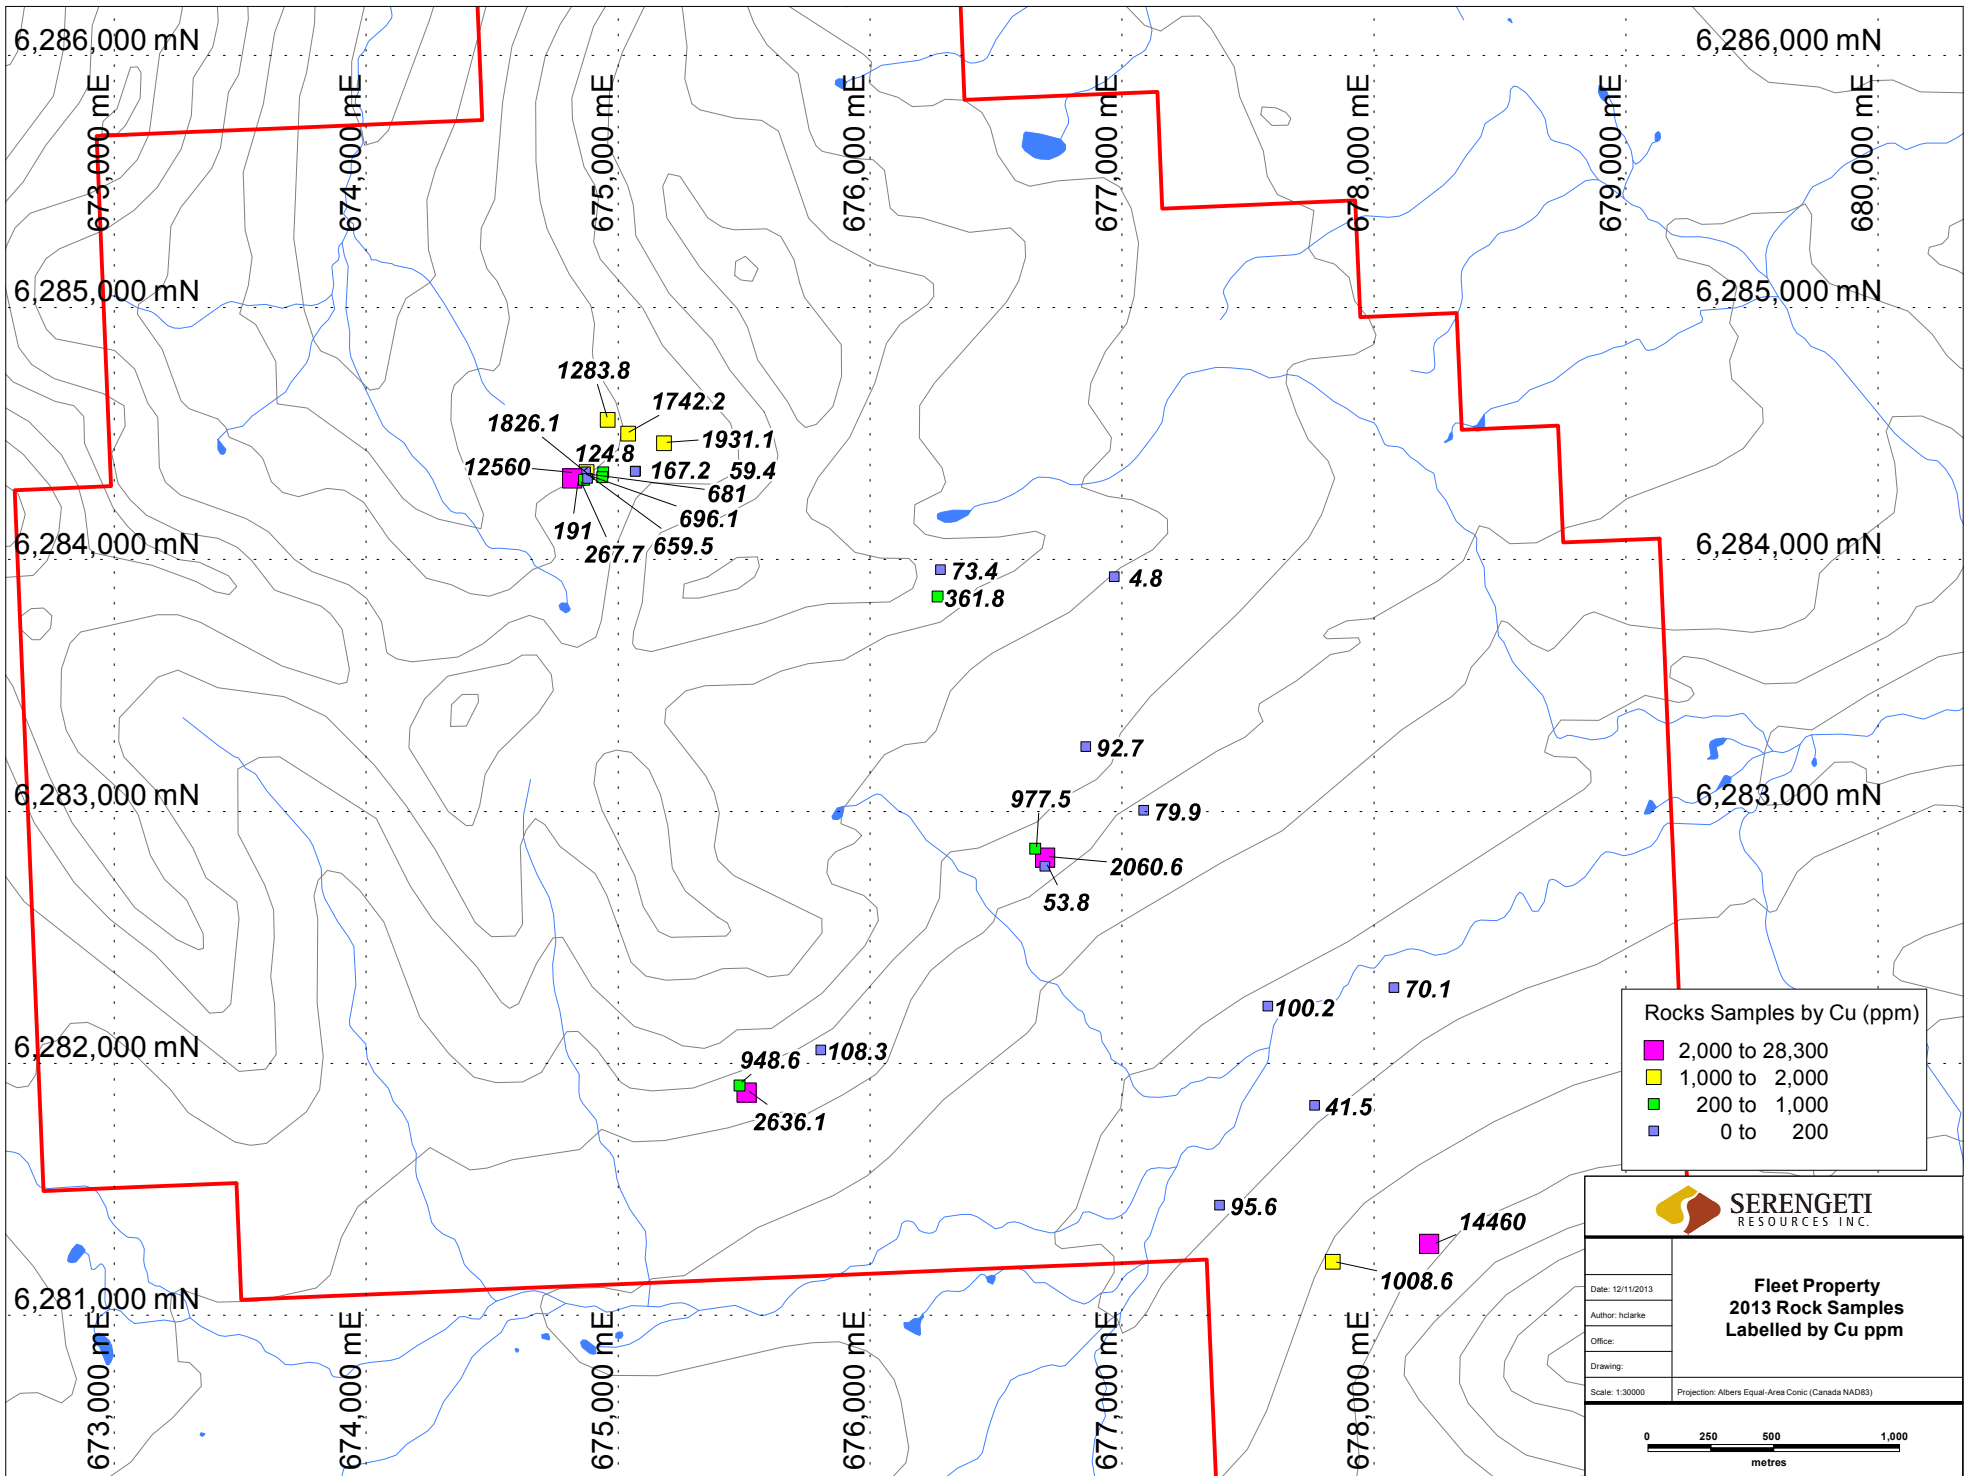 6,286,000 mN
6,286,000 mN
673,000 mE
674,000 mE
675,000 mE
676,000 mE
677,000 mE
678,000 mE
679,000 mE
680,000 mE
6,285,000 mN
6,285,000 mN
1283.8
1742.2
1826.1
1931.1
124.8
12560
167.2
59.4
681
696.1
191
267.7
659.5
6,284,000 mN
6,284,000 mN
73.4
4.8
361.8
92.7
6,283,000 mN
6,283,000 mN
977.5
79.9
2060.6
53.8
70.1
100.2
6,282,000 mN
948.6
108.3
2636.1
41.5
95.6
14460
1008.6
6,281,000 mN
673,000 mE
674,000 mE
675,000 mE
676,000 mE
677,000 mE
678,000 mE
Rocks Samples by Cu (ppm)
2,000 to 28,300
1,000 to 2,000
200 to 1,000
0 to 200
SERENGETI
RESOURCES INC.
Date: 12/11/2013
Author: hclarke
Office:
Drawing:
Scale: 1:30000
Fleet Property
2013 Rock Samples
Labelled by Cu ppm
Projection: Albers Equal-Area Conic (Canada NAD83)
0 250 500 1,000
metres